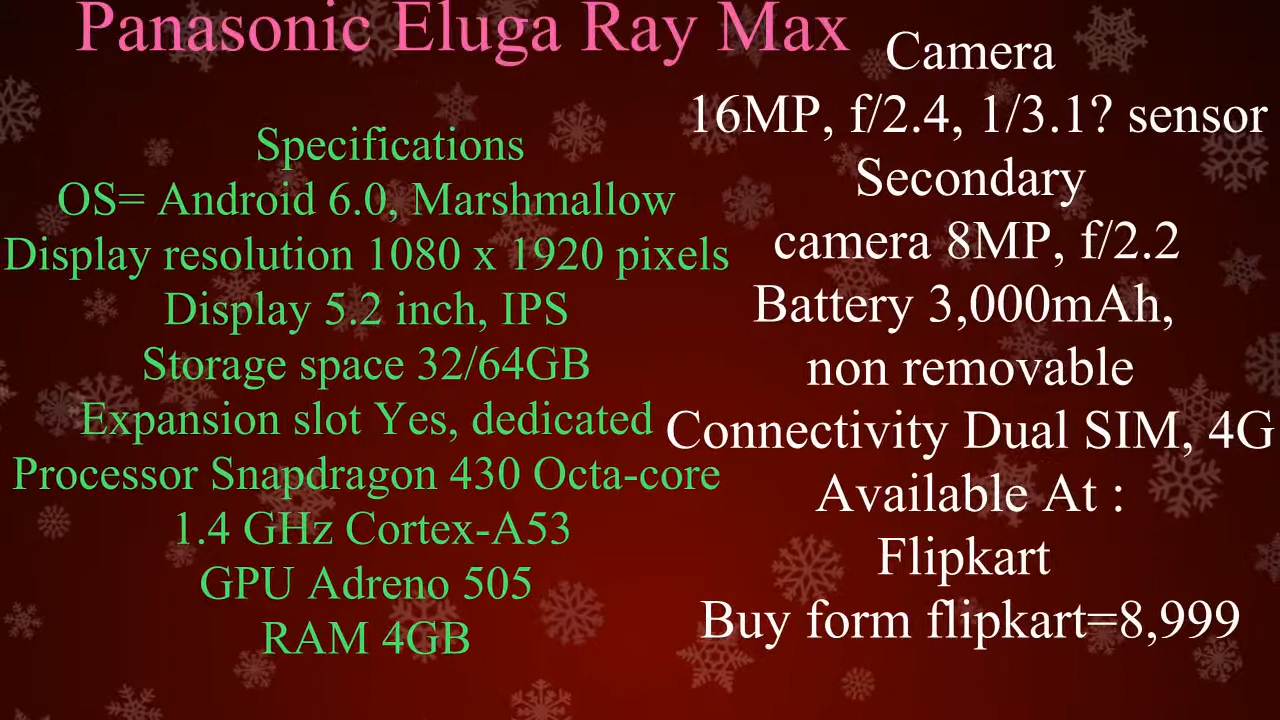 Panasonic Eluga Ray Max
Specifications
OS= Android 6.0, Marshmallow
Display resolution 1080 x 1920 pixels
Display 5.2 inch, IPS
Storage space 32/64GB
Expansion slot Yes, dedicated
Processor Snapdragon 430 Octa-core
1.4 GHz Cortex-A53
GPU Adreno 505
RAM 4GB
Camera
16MP, f/2.4, 1/3.1? sensor
Secondary
camera 8MP, f/2.2
Battery 3,000mAh,
non removable
Connectivity Dual SIM, 4G
Available At :
Flipkart
Buy form flipkart=8,999